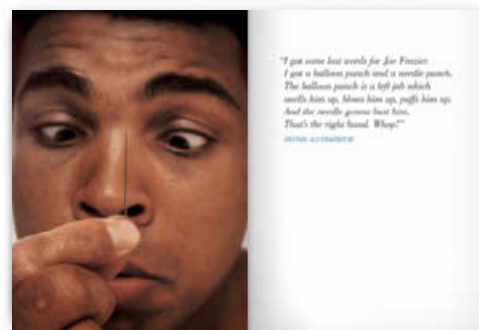 "I got some last words for Joe Frazier.
I got a balloon punch and a needle punch.
The balloon punch is a left jab which
swells him up, blows him up, puffs him up.
And the needle gonna bust him.
That's the right hand. Whop!"